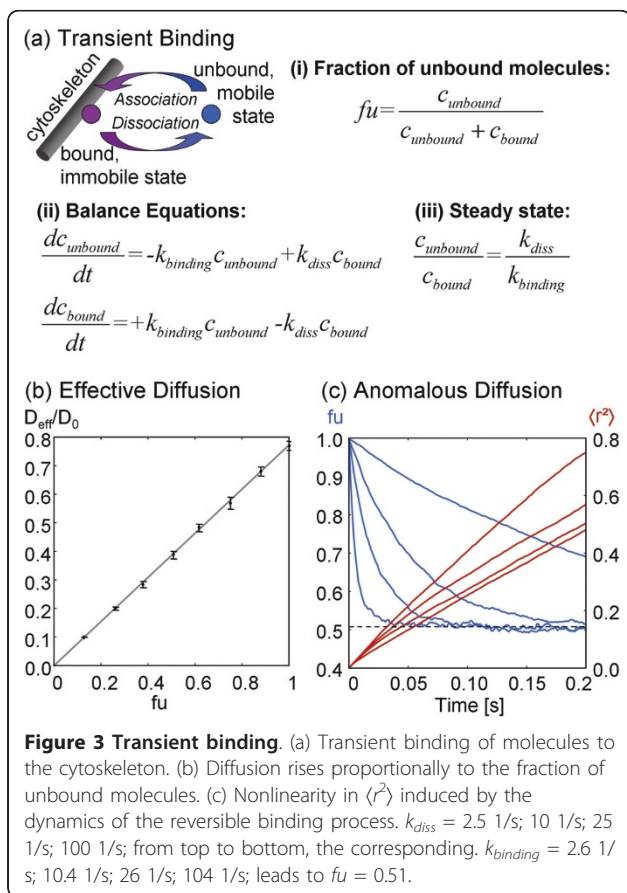 (a) Transient Binding
cytoskeleton
unbound,
mobile
state
Association
Dissociation
bound,
immobile state
(i) Fraction of unbound molecules:
fu = c_unbound / (c_unbound + c_bound)
(ii) Balance Equations:
dc_unbound / dt = -k_binding c_unbound + k_diss c_bound
dc_bound / dt = +k_binding c_unbound -k_diss c_bound
(iii) Steady state:
c_unbound / c_bound = k_diss / k_binding
(b) Effective Diffusion
D_eff/D_0
0.8
0.7
0.6
0.5
0.4
0.3
0.2
0.1
0.0
0 0.2 0.4 0.6 0.8 1
fu
(c) Anomalous Diffusion
fu
⟨r²⟩
1.0
0.9
0.8
0.7
0.6
0.5
0.4
0.8
0.6
0.4
0.2
0.0
0 0.05 0.10 0.15 0.2
Time [s]
Figure 3 Transient binding. (a) Transient binding of molecules to
the cytoskeleton. (b) Diffusion rises proportionally to the fraction of
unbound molecules. (c) Nonlinearity in ⟨r²⟩ induced by the
dynamics of the reversible binding process. k_diss = 2.5 1/s; 10 1/s; 25
1/s; 100 1/s; from top to bottom, the corresponding. k_binding = 2.6 1/
s; 10.4 1/s; 26 1/s; 104 1/s; leads to fu = 0.51.